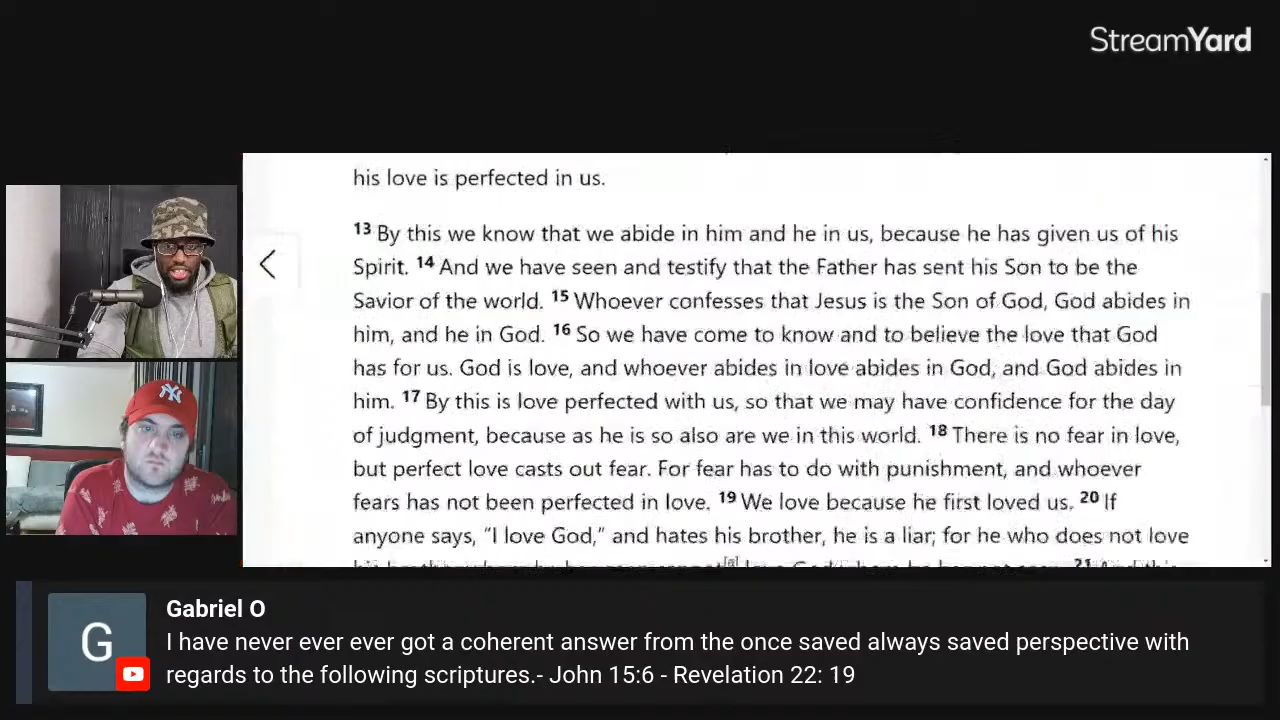 StreamYard
his love is perfected in us.
13 By this we know that we abide in him and he in us, because he has given us of his
Spirit. 14 And we have seen and testify that the Father has sent his Son to be the
Savior of the world. 15 Whoever confesses that Jesus is the Son of God, God abides in
him, and he in God. 16 So we have come to know and to believe the love that God
has for us. God is love, and whoever abides in love abides in God, and God abides in
him. 17 By this is love perfected with us, so that we may have confidence for the day
of judgment, because as he is so also are we in this world. 18 There is no fear in love,
but perfect love casts out fear. For fear has to do with punishment, and whoever
fears has not been perfected in love. 19 We love because he first loved us. 20 If
anyone says, “I love God,” and hates his brother, he is a liar; for he who does not love
21
G
Gabriel O
I have never ever ever got a coherent answer from the once saved always saved perspective with
regards to the following scriptures.- John 15:6 - Revelation 22: 19